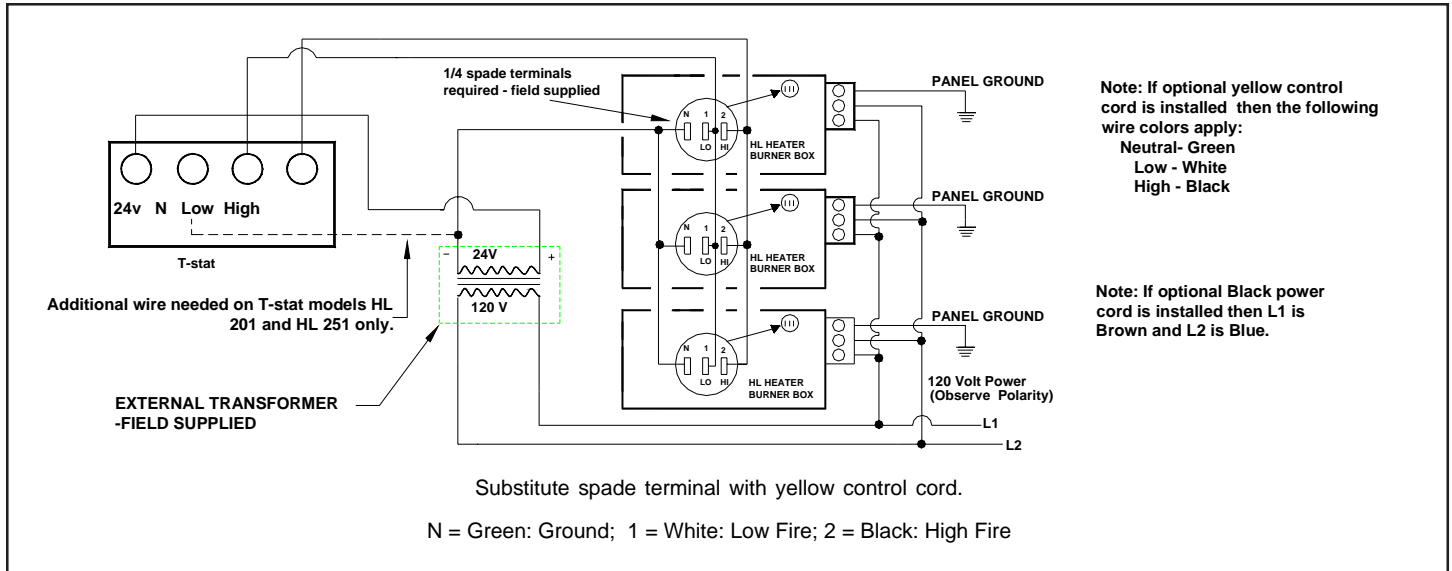 1/4 spade terminals
required - field supplied
PANEL GROUND
N 1 2
LO HI
HL HEATER
BURNER BOX
Note: If optional yellow control
cord is installed then the following
wire colors apply:
Neutral- Green
Low - White
High - Black
24v N Low High
T-stat
PANEL GROUND
N 1 2
LO HI
HL HEATER
BURNER BOX
– 24V +
120 V
Additional wire needed on T-stat models HL
201 and HL 251 only.
Note: If optional Black power
cord is installed then L1 is
Brown and L2 is Blue.
PANEL GROUND
N 1 2
LO HI
HL HEATER
BURNER BOX
120 Volt Power
(Observe Polarity)
EXTERNAL TRANSFORMER
-FIELD SUPPLIED
L1
L2
Substitute spade terminal with yellow control cord.
N = Green: Ground; 1 = White: Low Fire; 2 = Black: High Fire